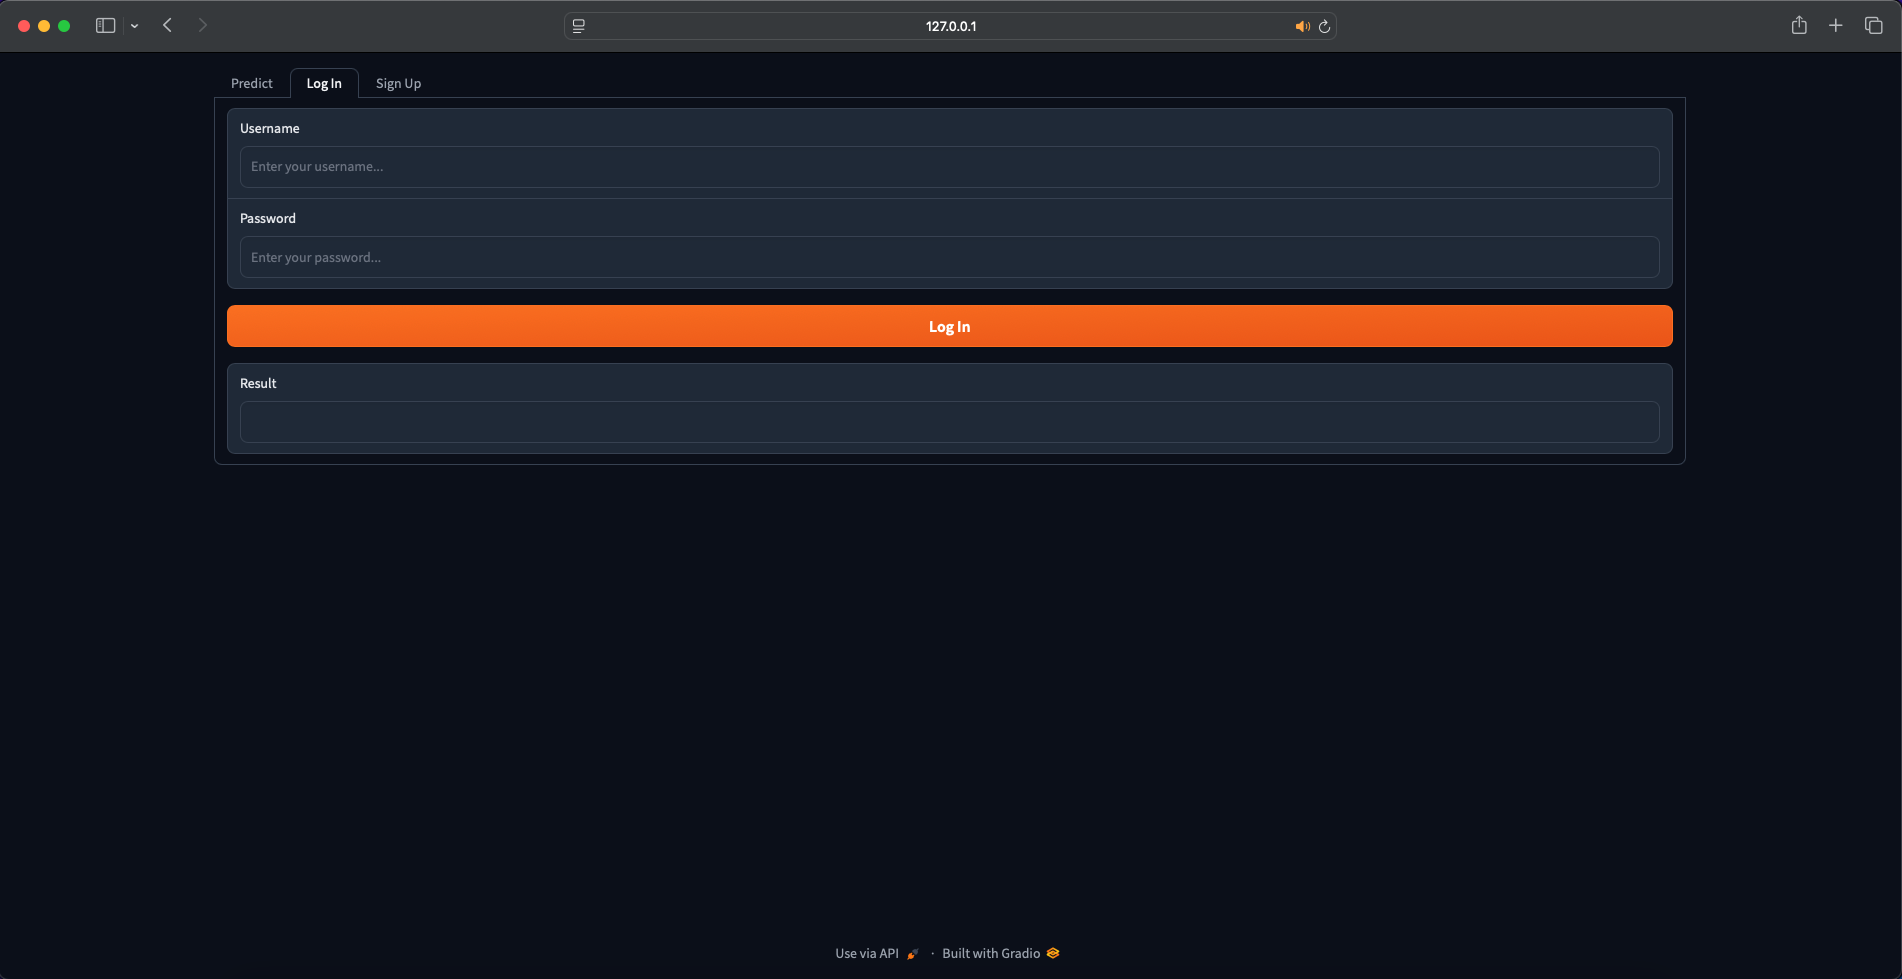 127.0.0.1
Predict
Log In
Sign Up
Username
Enter your username...
Password
Enter your password...
Log In
Result
Use via API · Built with Gradio